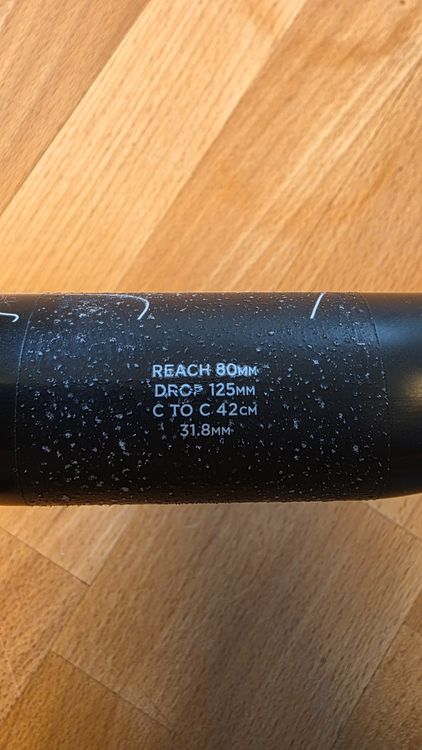 REACH 80MM
DROP 125MM
C TO C 42CM
31.8MM